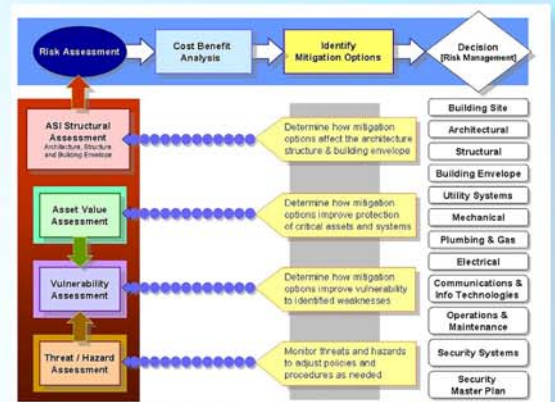 Risk Assessment
Cost Benefit
Analysis
Identify
Mitigation Options
Decision
[Risk Management]
ASI Structural
Assessment
Architecture, Structure
and Building Envelope
Determine how mitigation
options affect the architecture
structure & building envelope
Asset Value
Assessment
Determine how mitigation
options improve protection
of critical assets and systems
Vulnerability
Assessment
Determine how mitigation
options improve vulnerability
to identified weaknesses
Threat / Hazard
Assessment
Monitor threats and hazards
to adjust policies and
procedures as needed
Building Site
Architectural
Structural
Building Envelope
Utility Systems
Mechanical
Plumbing & Gas
Electrical
Communications &
Info Technologies
Operations &
Maintenance
Security Systems
Security
Master Plan